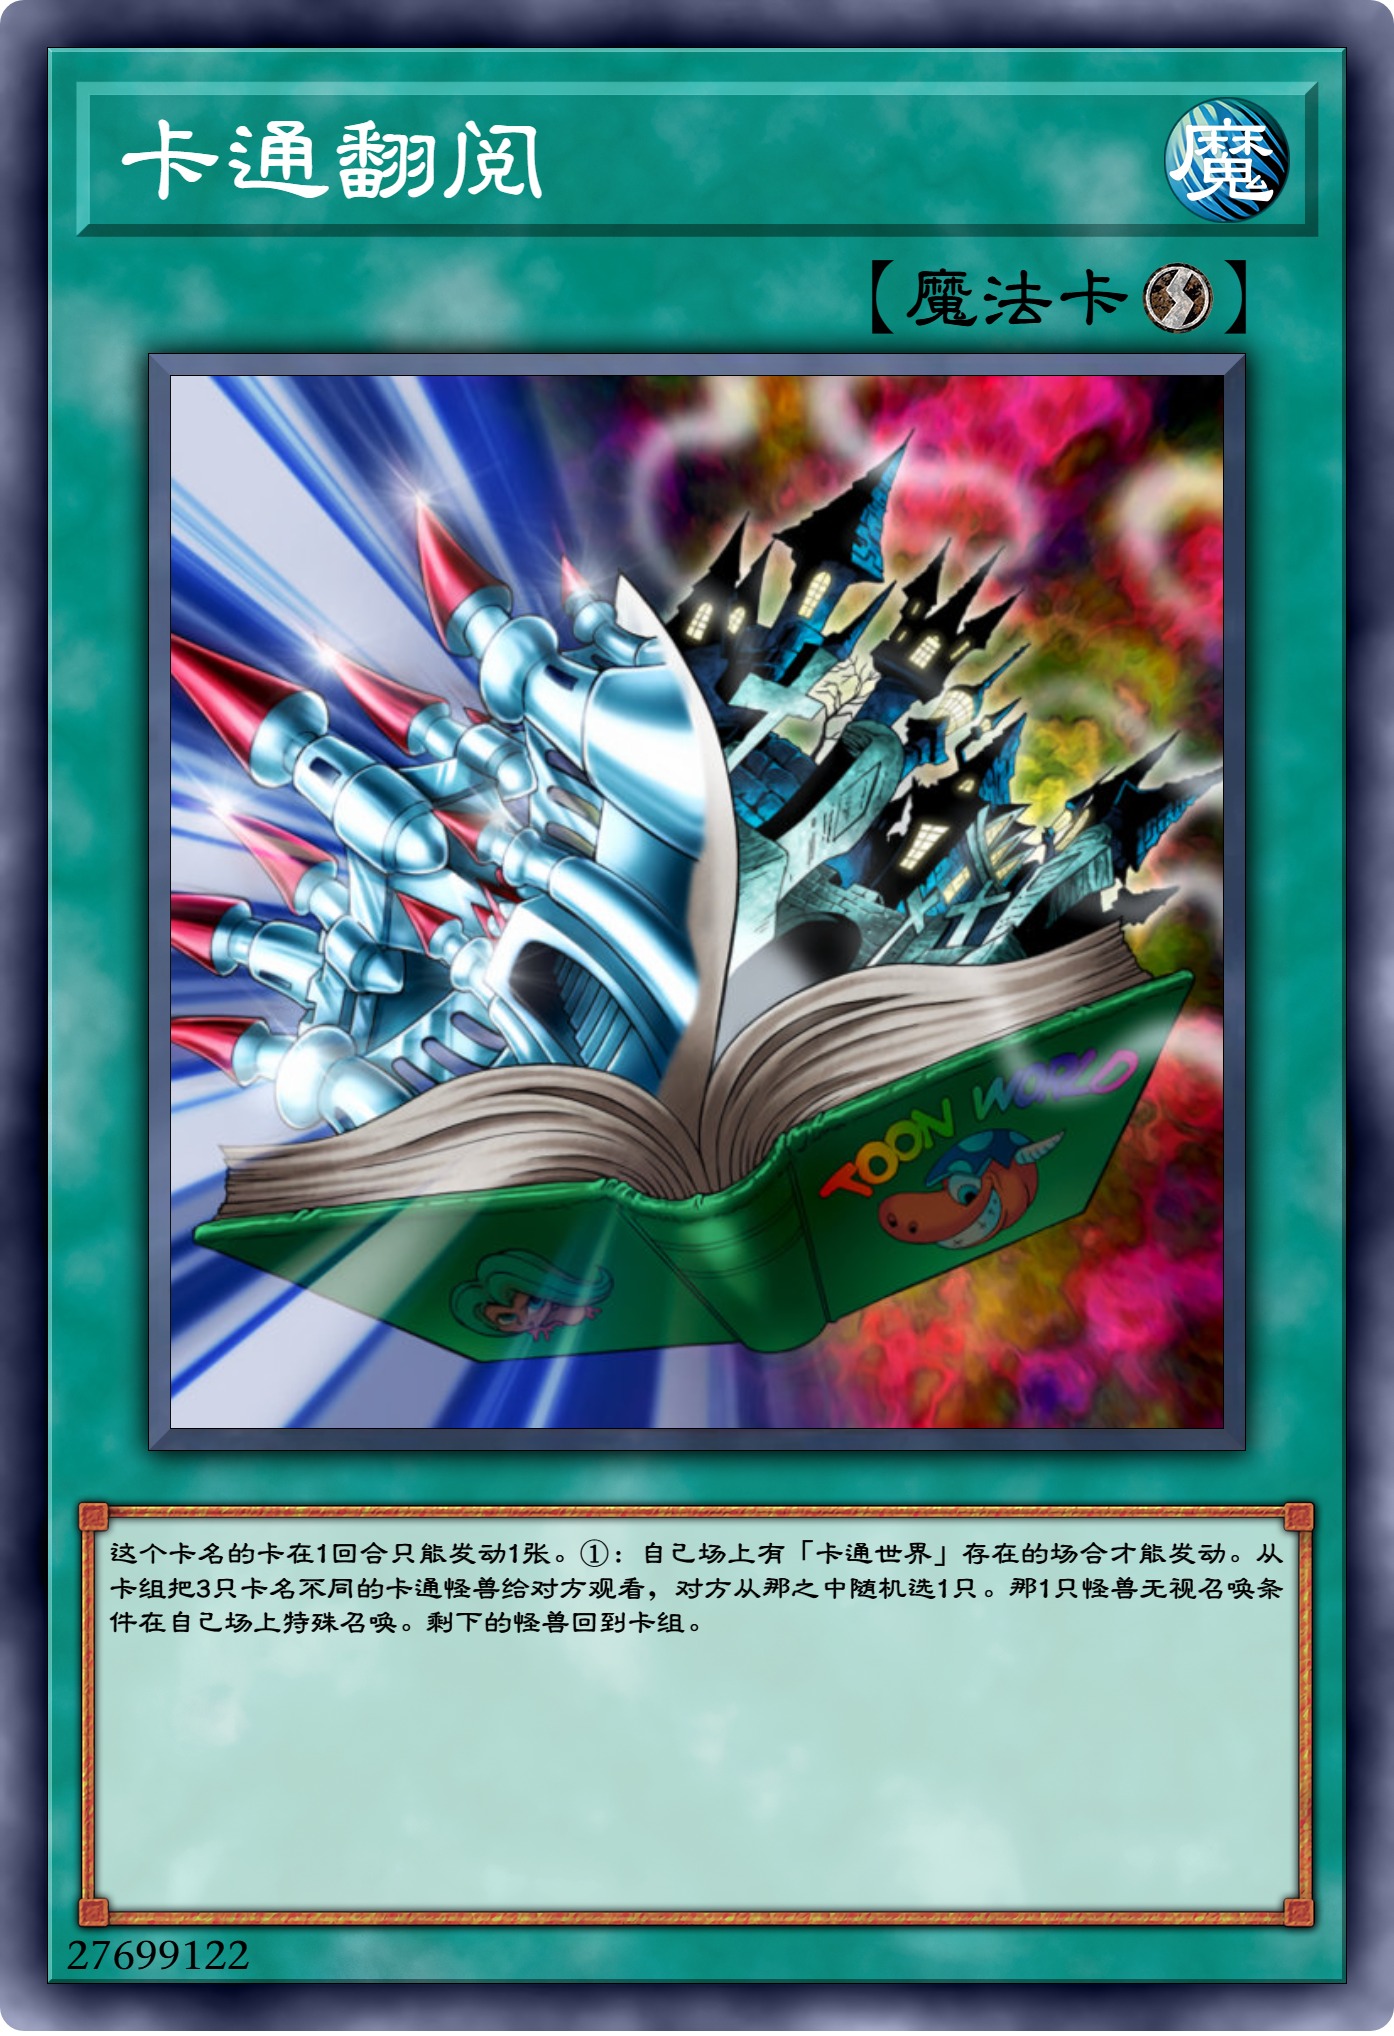 卡通翻阅
魔
【魔法卡】
TOON WORLD
这个卡名的卡在1回合只能发动1张。①：自己场上有「卡通世界」存在的场合才能发动。从
卡组把3只卡名不同的卡通怪兽给对方观看，对方从那之中随机选1只。那1只怪兽无视召唤条
件在自己场上特殊召唤。剩下的怪兽回到卡组。
27699122